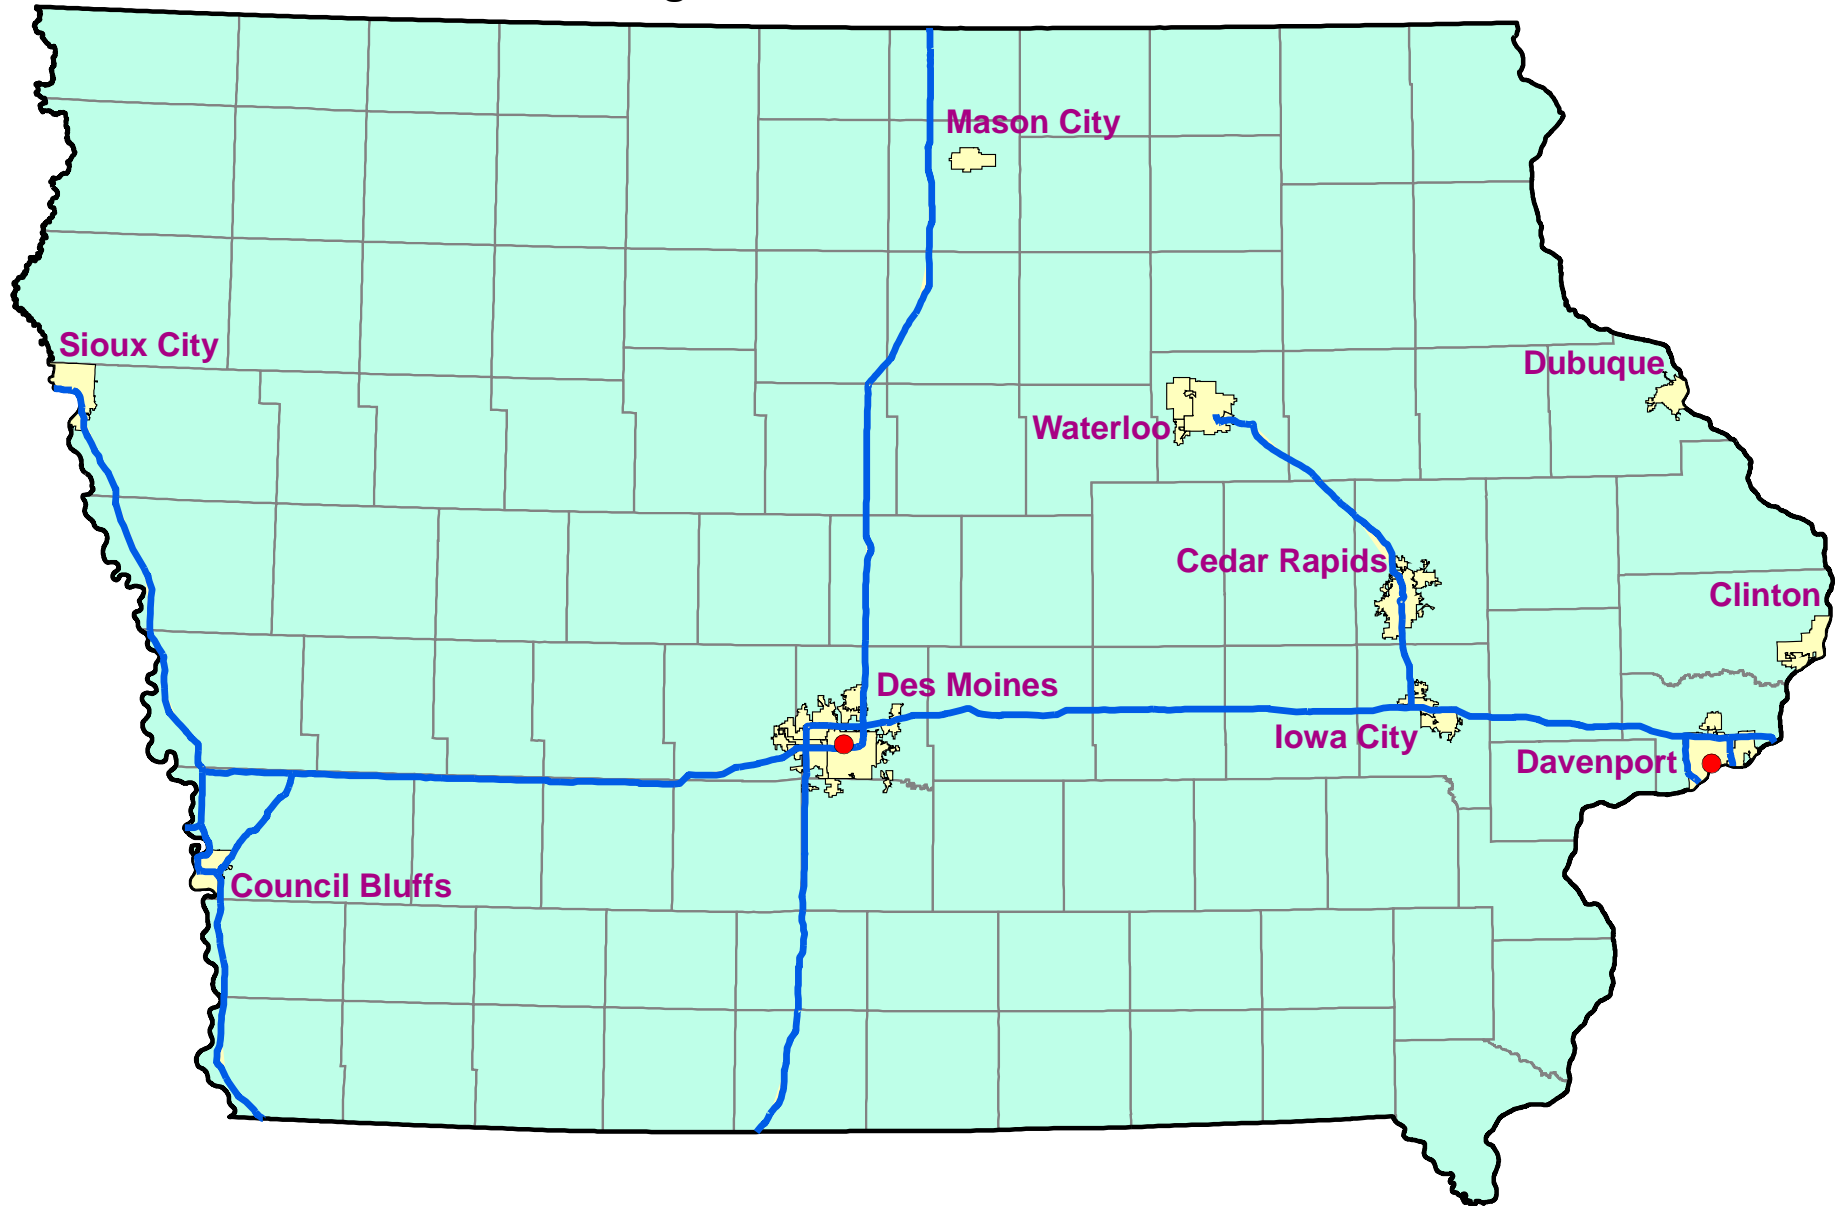 Mason City
Sioux City
Dubuque
Waterloo
Cedar Rapids
Clinton
Des Moines
Iowa City
Davenport
Council Bluffs